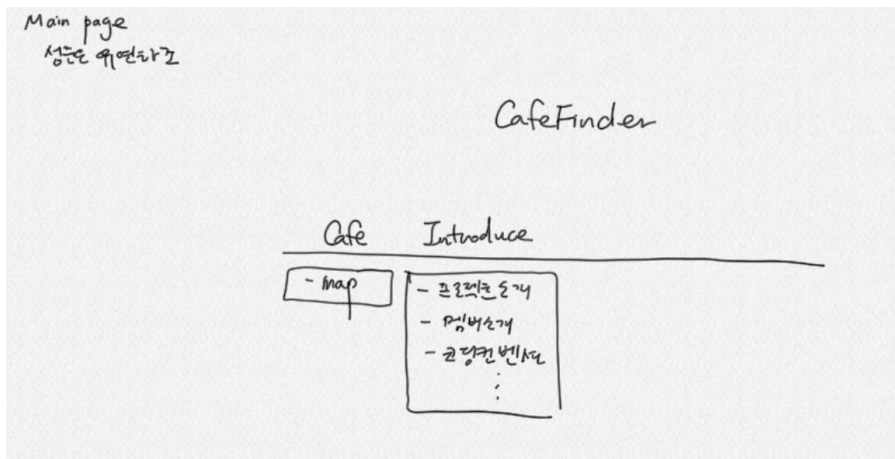 Main page
CafeFinder
Cafe Introduce
- map
- 프로젝트소개
- 멤버소개
- 코딩컨벤션